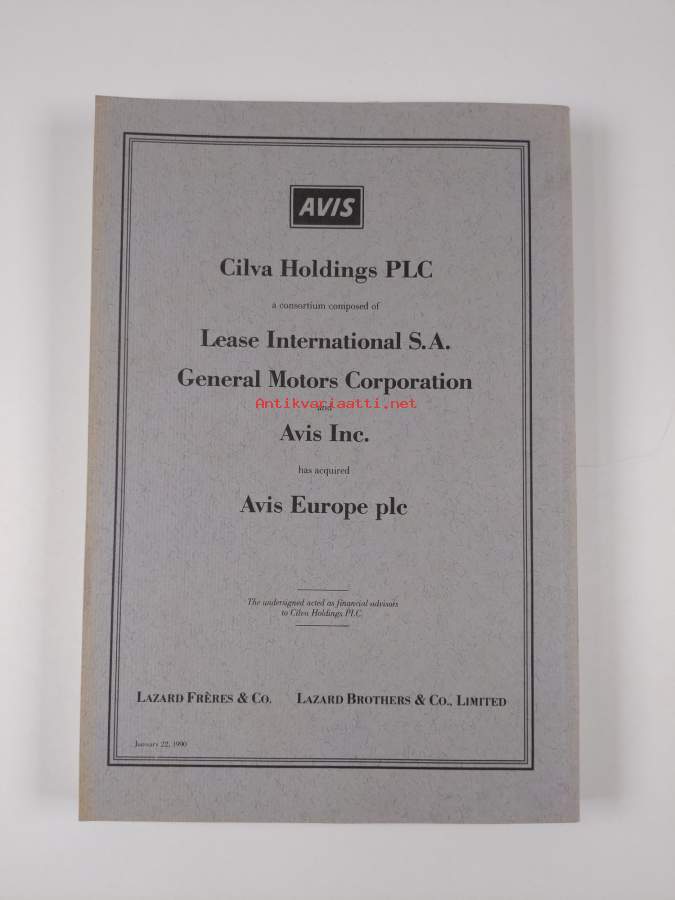 AVIS
Cilva Holdings PLC
a consortium composed of
Lease International S.A.
General Motors Corporation
Antikvariaatti.net
and
Avis Inc.
has acquired
Avis Europe plc
The undersigned acted as financial advisors
to Cilva Holdings PLC.
LAZARD FRÈRES & CO. LAZARD BROTHERS & CO., LIMITED
January 22, 1990